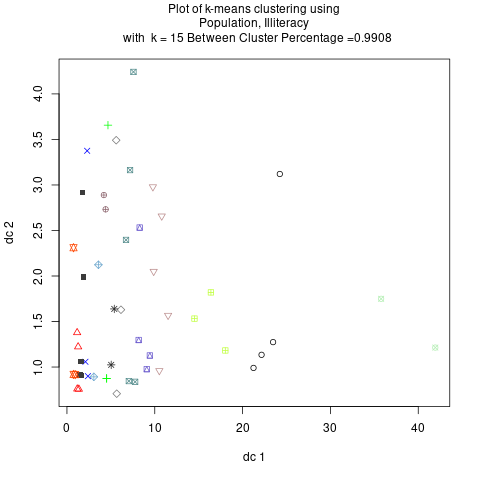 Plot of k-means clustering using
Population, Illiteracy
with k = 15 Between Cluster Percentage =0.9908
4.0
3.5
3.0
2.5
2.0
1.5
1.0
dc 2
0 10 20 30 40
dc 1